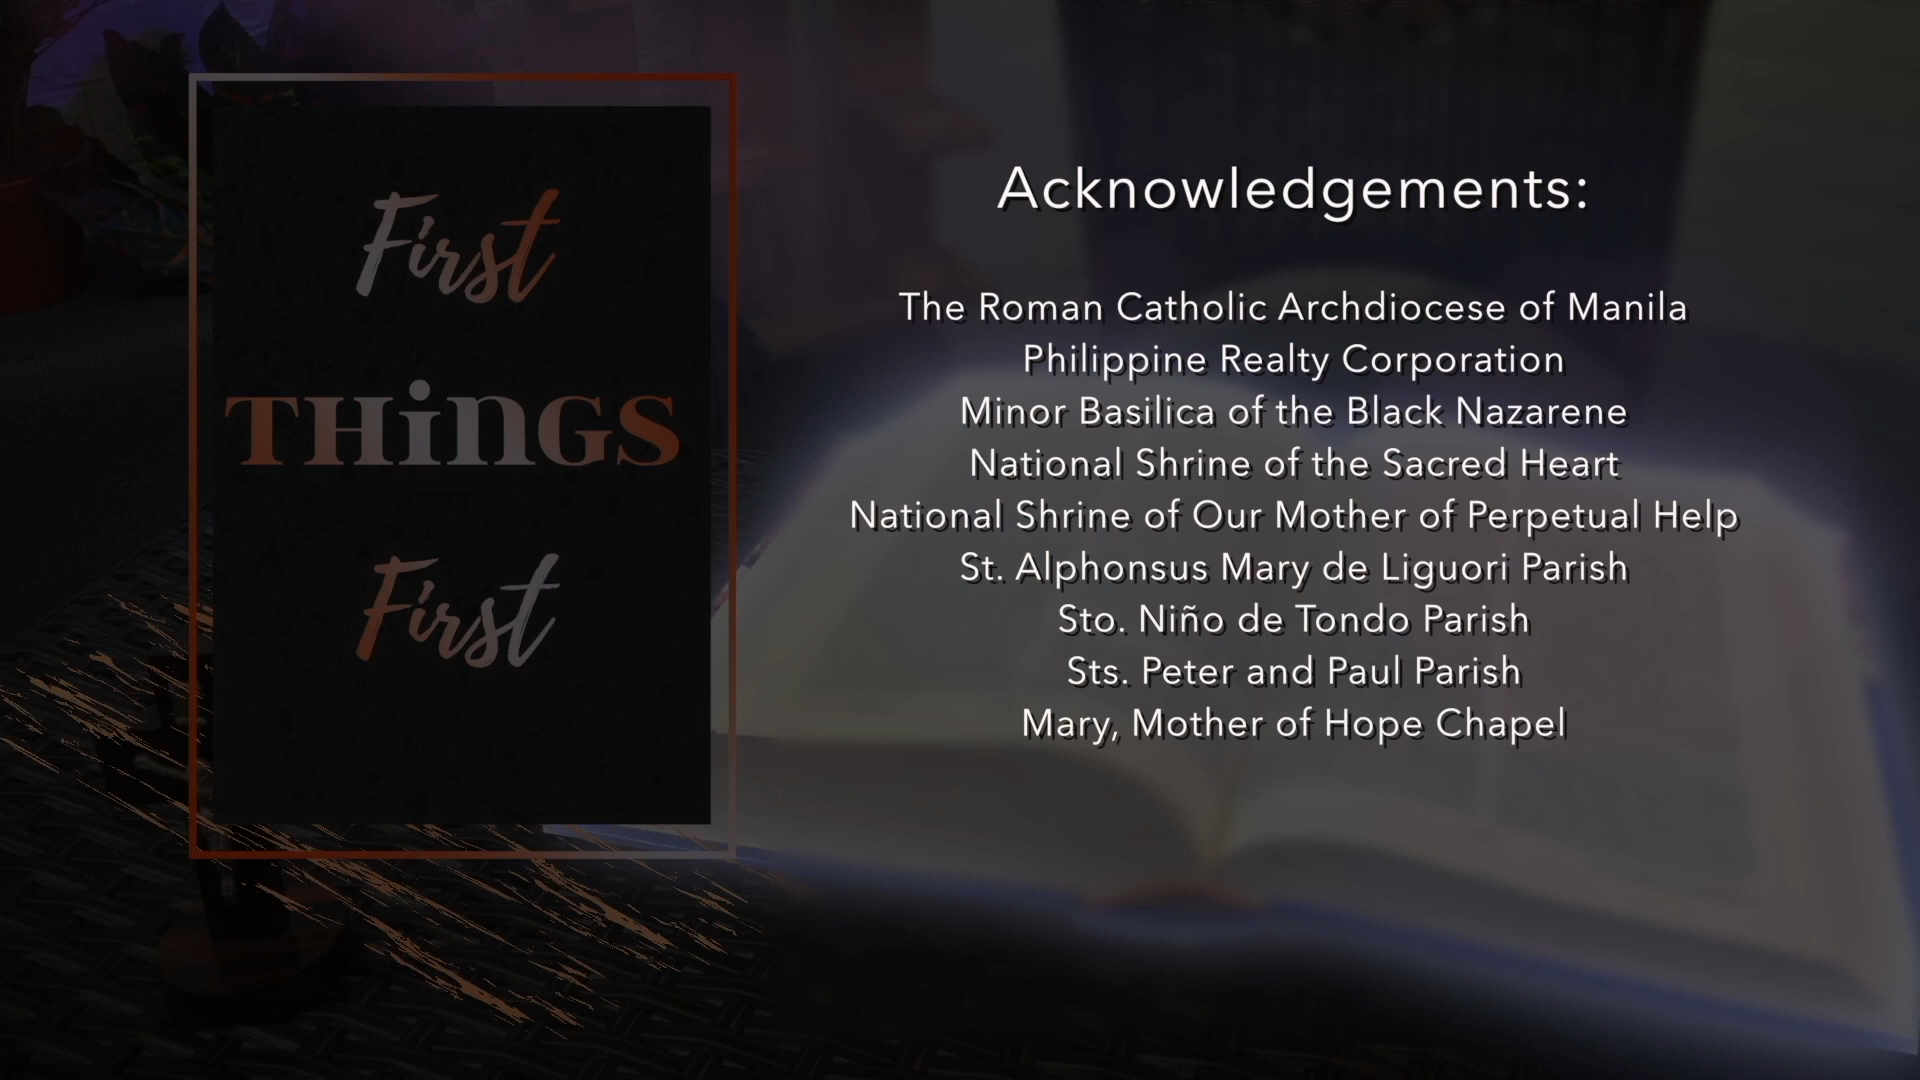 First
THiNGS
First
Acknowledgements:
The Roman Catholic Archdiocese of Manila
Philippine Realty Corporation
Minor Basilica of the Black Nazarene
National Shrine of the Sacred Heart
National Shrine of Our Mother of Perpetual Help
St. Alphonsus Mary de Liguori Parish
Sto. Niño de Tondo Parish
Sts. Peter and Paul Parish
Mary, Mother of Hope Chapel